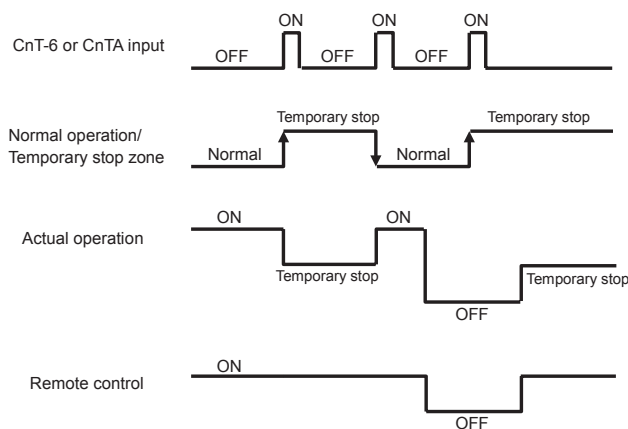 ON ON ON
CnT-6 or CnTA input
OFF OFF OFF
Temporary stop Temporary stop
Normal operation/
Temporary stop zone
Normal Normal
ON ON
Actual operation
Temporary stop Temporary stop
OFF
ON
Remote control
OFF